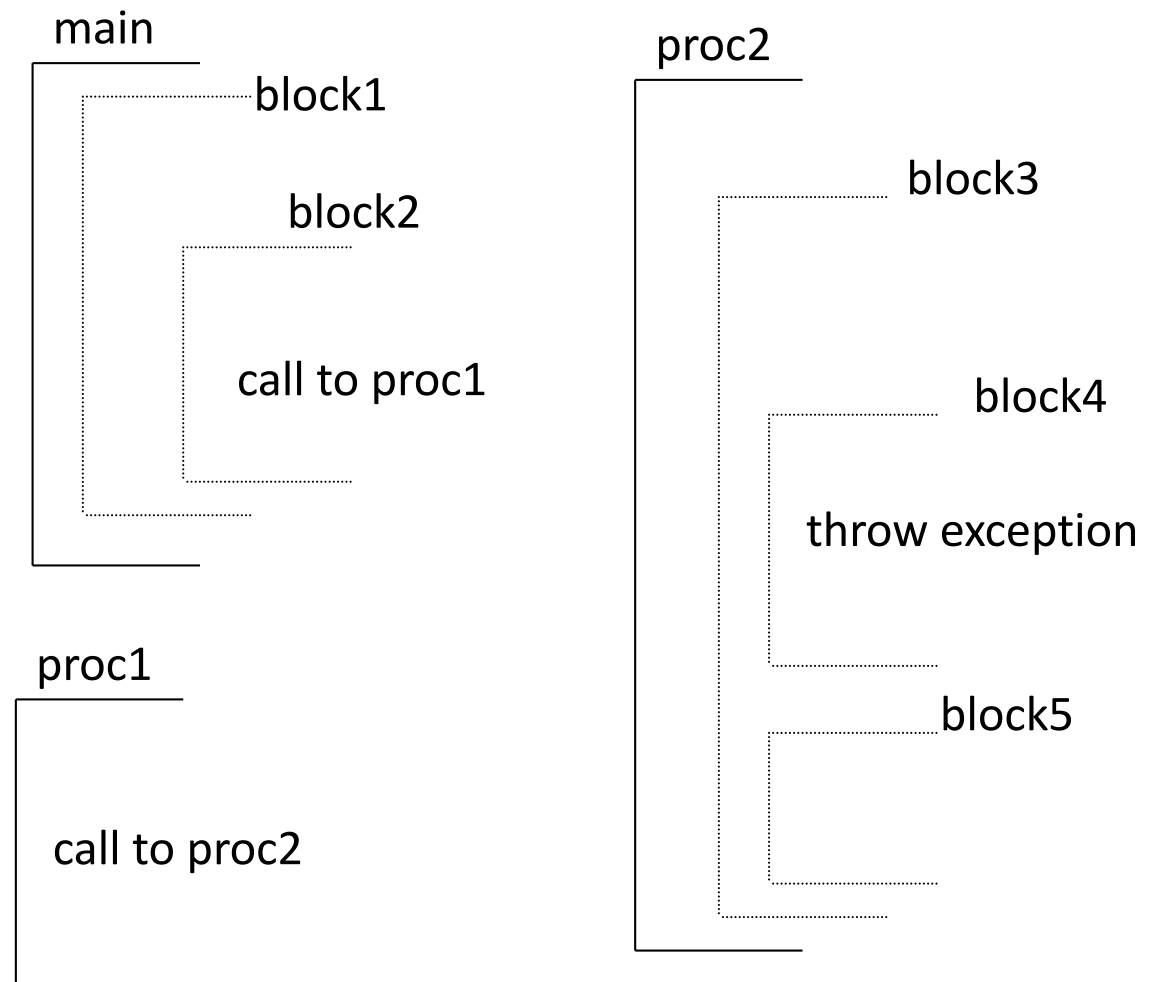 main
block1
block2
call to proc1
proc1
call to proc2
proc2
block3
block4
throw exception
block5